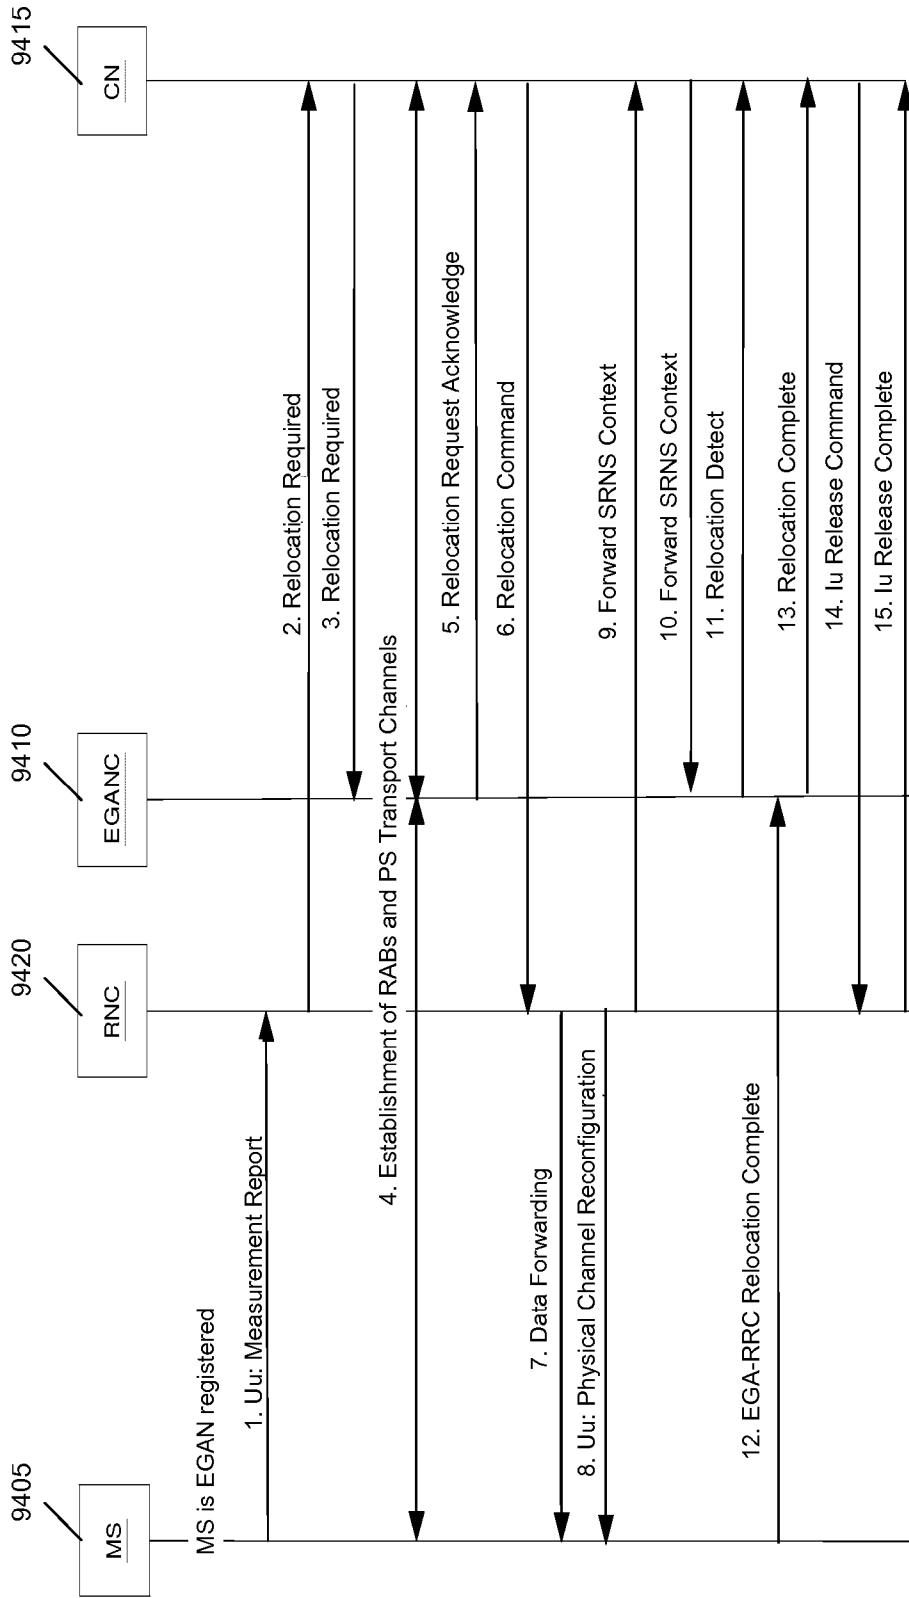 9405
9420
9410
9415
MS
RNC
EGANC
CN
MS is EGAN registered
1. Uu: Measurement Report
2. Relocation Required
3. Relocation Required
4. Establishment of RABs and PS Transport Channels
5. Relocation Request Acknowledge
6. Relocation Command
7. Data Forwarding
8. Uu: Physical Channel Reconfiguration
9. Forward SRNS Context
10. Forward SRNS Context
11. Relocation Detect
12. EGA-RRC Relocation Complete
13. Relocation Complete
14. Iu Release Command
15. Iu Release Complete